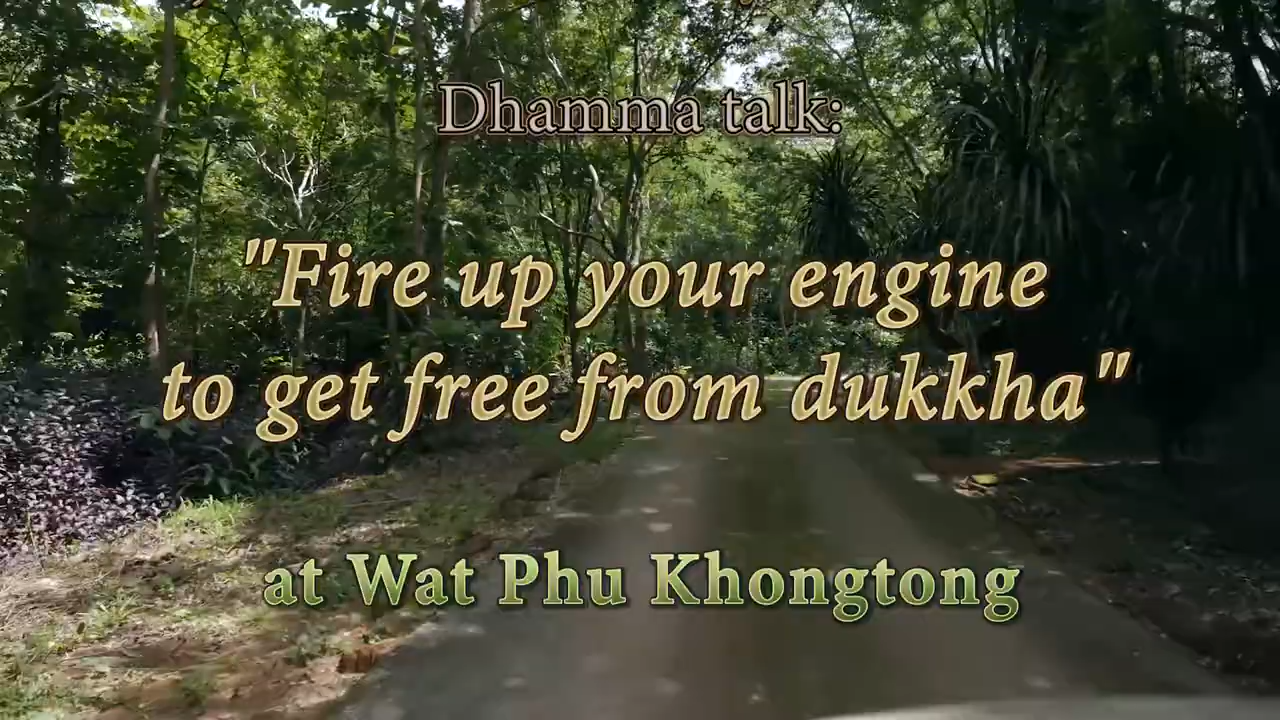 Dhamma talk:
"Fire up your engine
to get free from dukkha"
at Wat Phu Khongtong